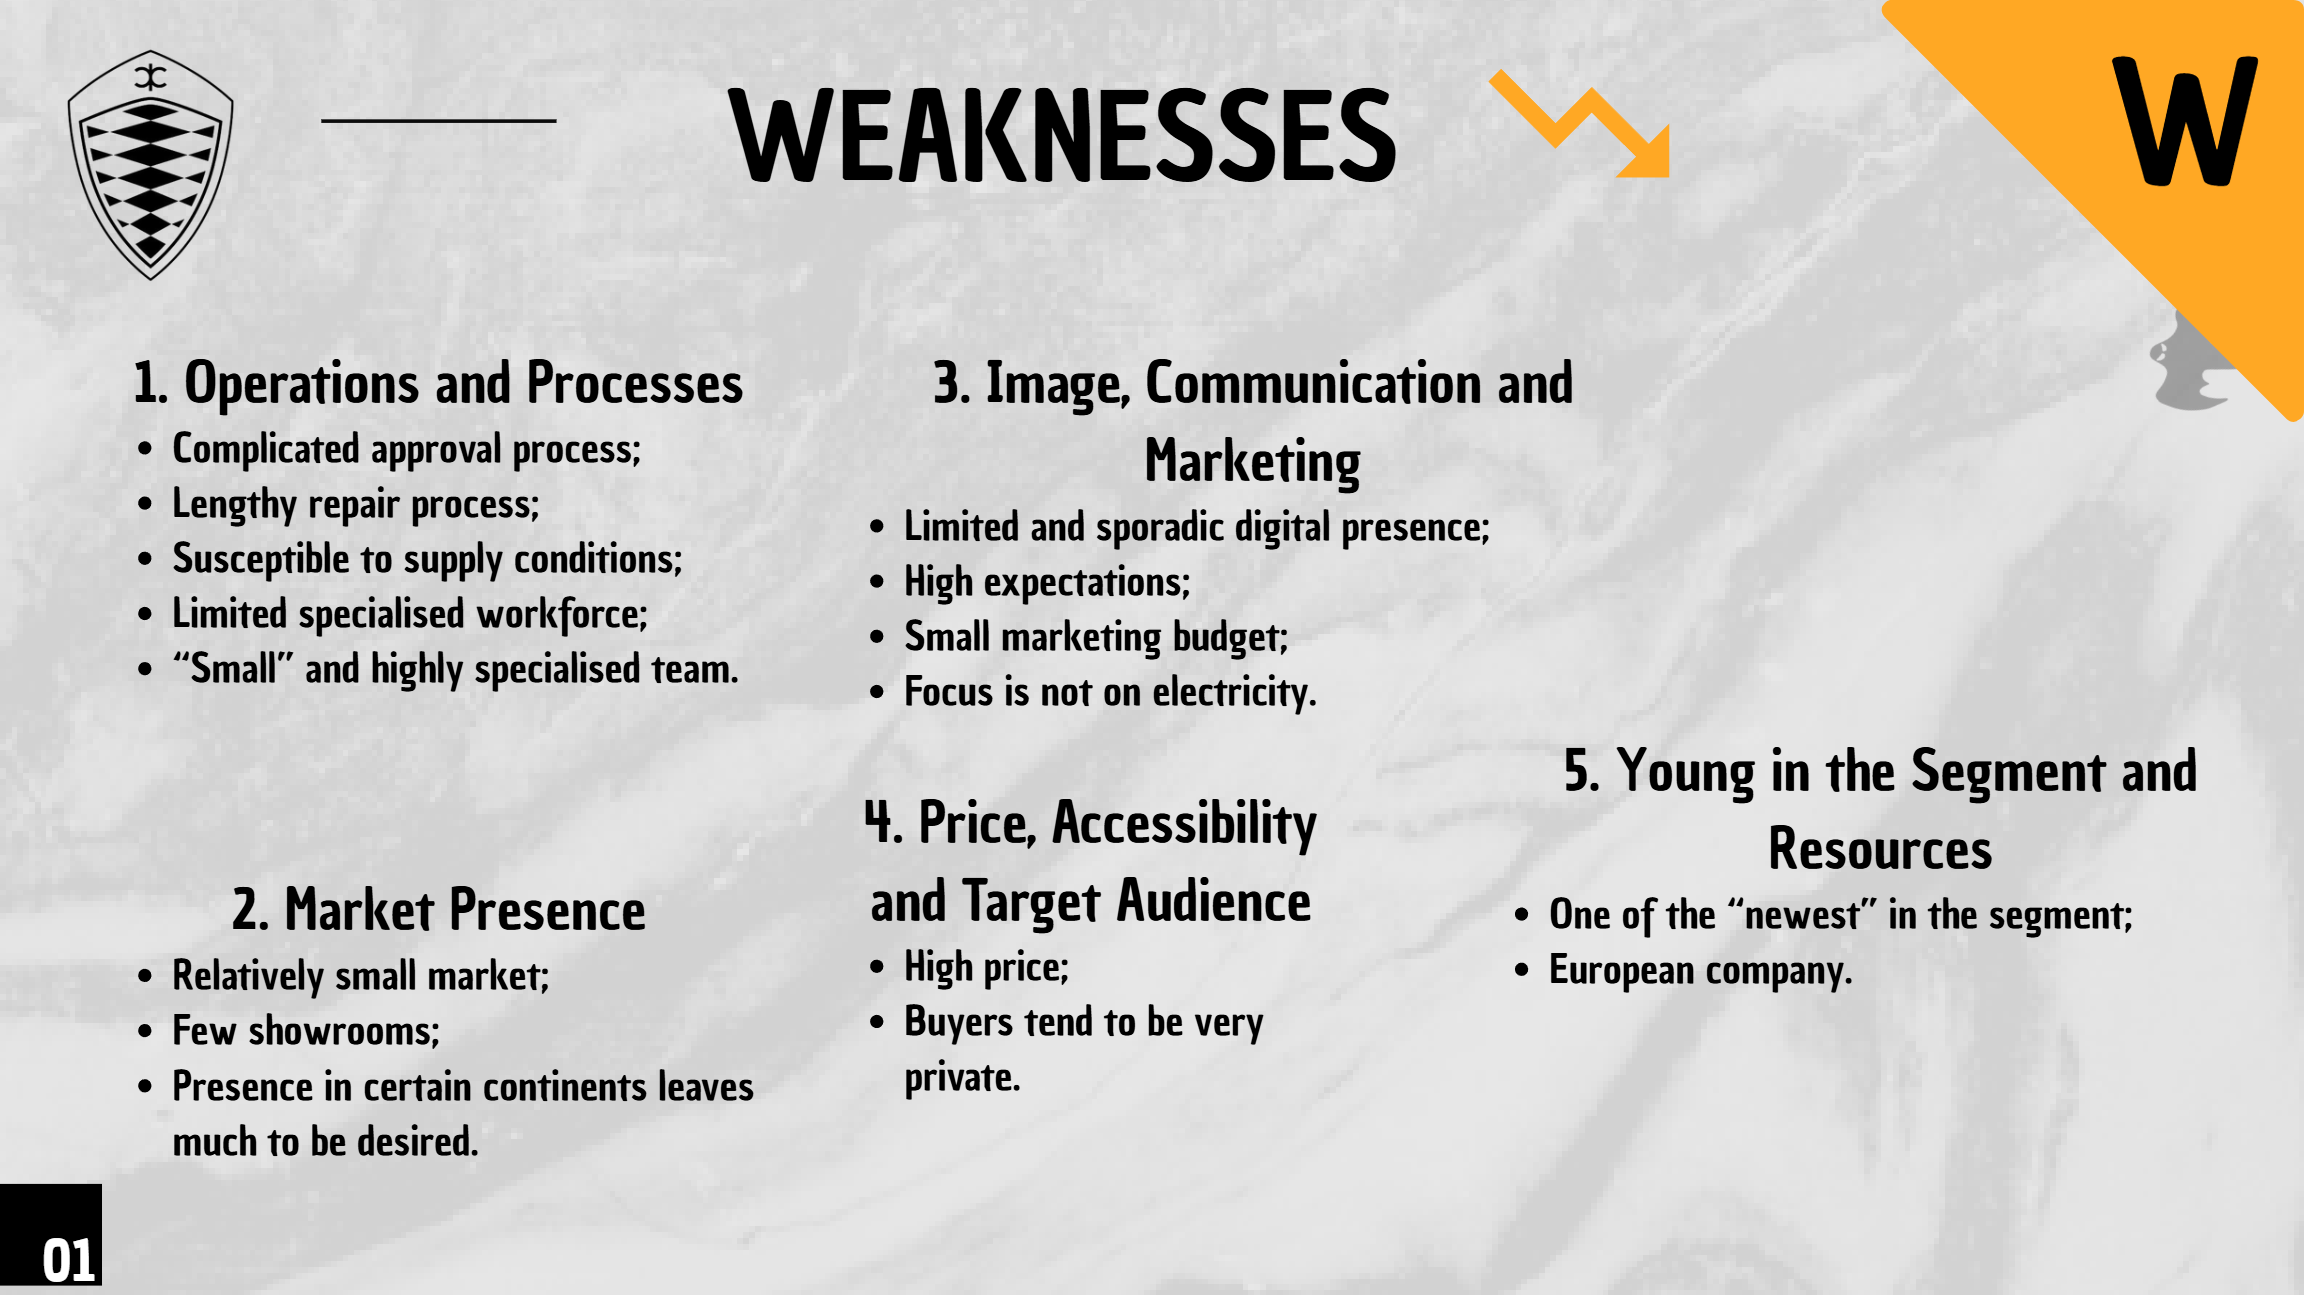 WEAKNESSES
W
1. Operations and Processes
• Complicated approval process;
• Lengthy repair process;
• Susceptible to supply conditions;
• Limited specialised workforce;
• “Small” and highly specialised team.
2. Market Presence
• Relatively small market;
• Few showrooms;
• Presence in certain continents leaves
much to be desired.
3. Image, Communication and
Marketing
• Limited and sporadic digital presence;
• High expectations;
• Small marketing budget;
• Focus is not on electricity.
4. Price, Accessibility
and Target Audience
• High price;
• Buyers tend to be very
private.
5. Young in the Segment and
Resources
• One of the “newest” in the segment;
• European company.
01